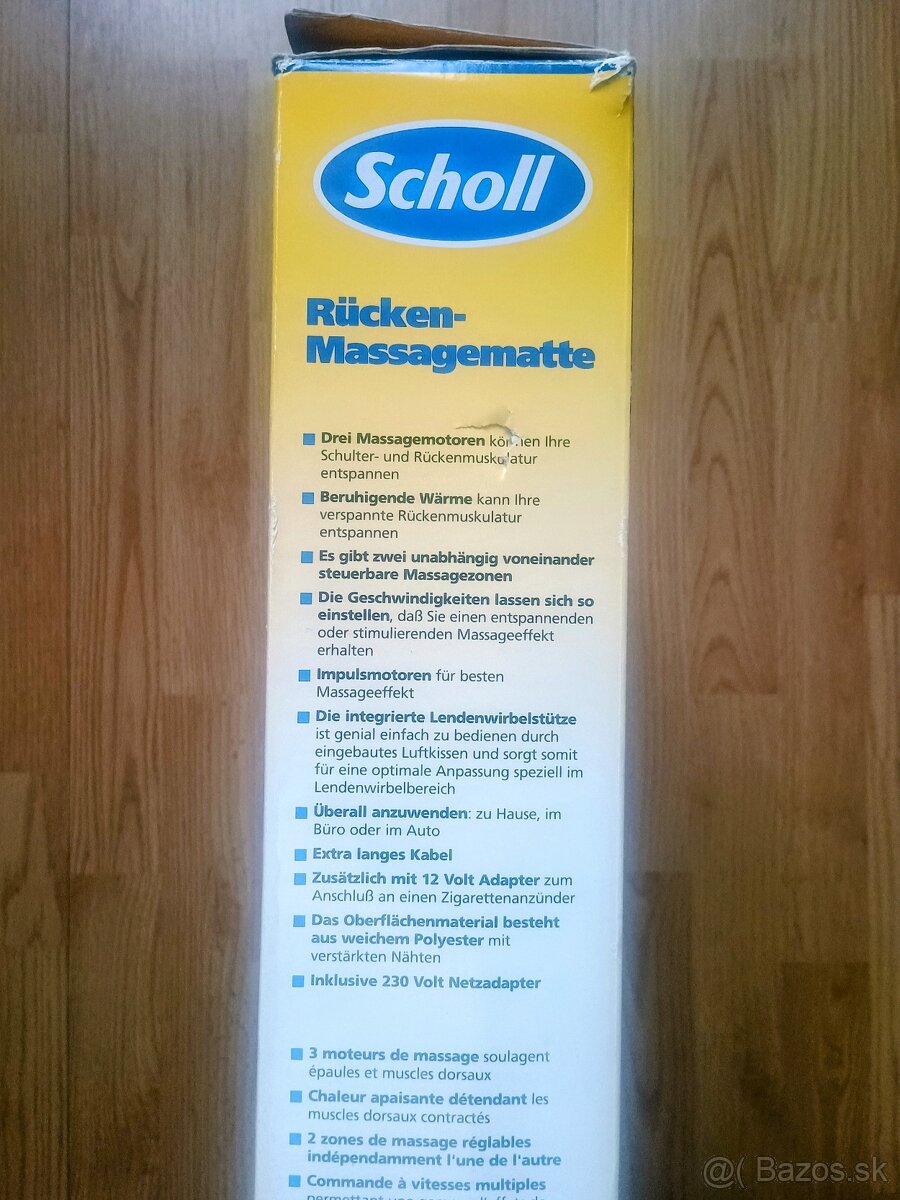 Scholl
Rücken-
Massagematte
Drei Massagemotoren können Ihre
Schulter- und Rückenmuskulatur
entspannen
Beruhigende Wärme kann Ihre
verspannte Rückenmuskulatur
entspannen
Es gibt zwei unabhängig voneinander
steuerbare Massagezonen
Die Geschwindigkeiten lassen sich so
einstellen, daß Sie einen entspannenden
oder stimulierenden Massageeffekt
erhalten
Impulsmotoren für besten
Massageeffekt
Die integrierte Lendenwirbelstütze
ist genial einfach zu bedienen durch
eingebautes Luftkissen und sorgt somit
für eine optimale Anpassung speziell im
Lendenwirbelbereich
Überall anzuwenden: zu Hause, im
Büro oder im Auto
Extra langes Kabel
Zusätzlich mit 12 Volt Adapter zum
Anschluß an einen Zigarettenanzünder
Das Oberflächenmaterial besteht
aus weichem Polyester mit
verstärkten Nähten
Inklusive 230 Volt Netzadapter
3 moteurs de massage soulagent
épaules et muscles dorsaux
Chaleur apaisante détendant les
muscles dorsaux contractés
2 zones de massage réglables
indépendamment l'une de l'autre
Commande à vitesses multiples
@( Bazos.sk